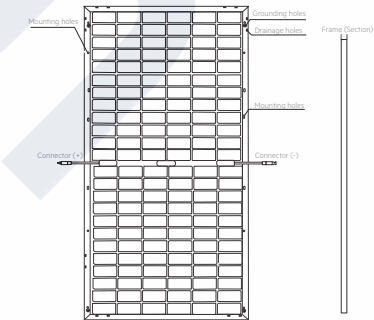 Grounding holes
Mounting holes
Drainage holes
Frame (Section)
Mounting holes
Connector (+)
Connector (-)